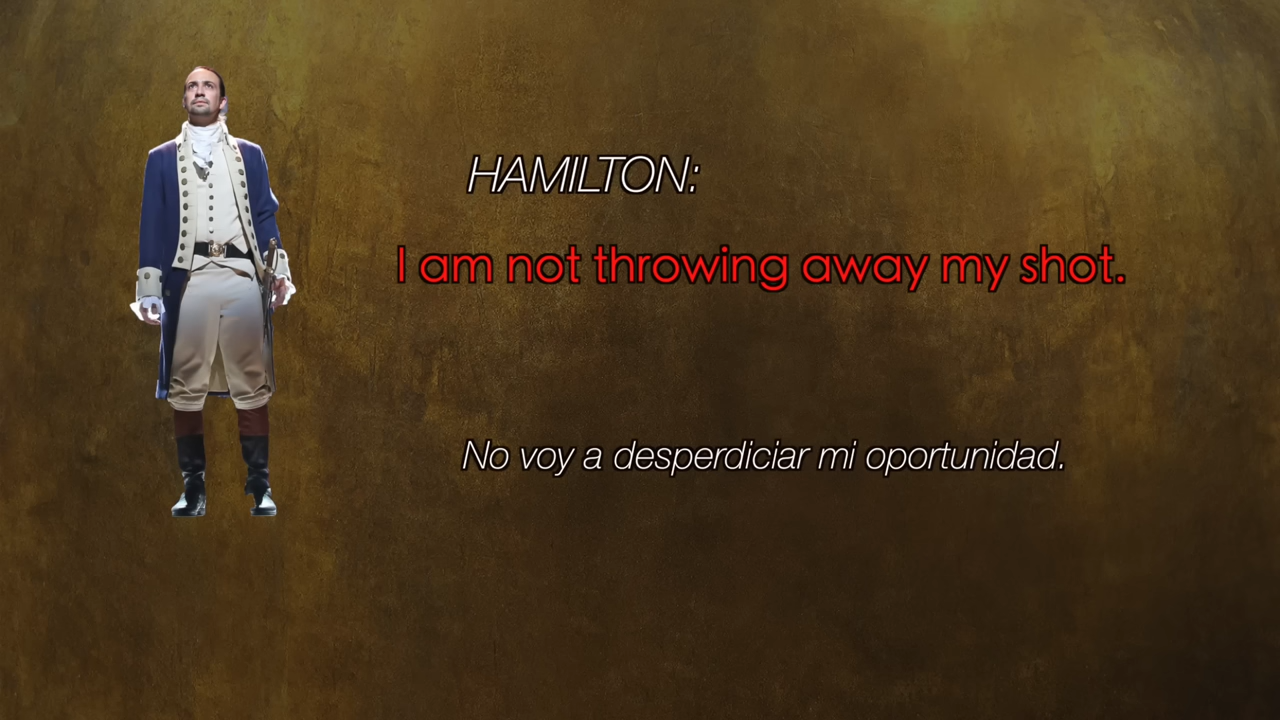 HAMILTON:
I am not throwing away my shot.
No voy a desperdiciar mi oportunidad.